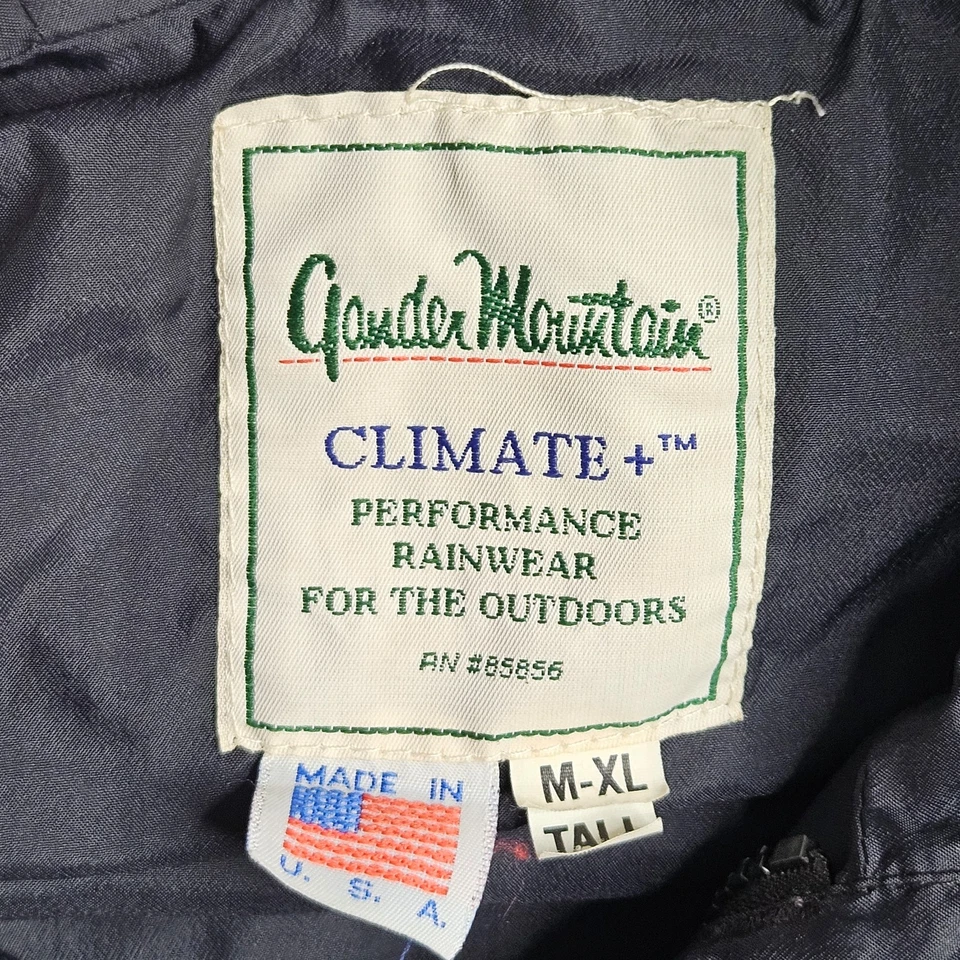 Gander Mountain®
CLIMATE +™
PERFORMANCE
RAINWEAR
FOR THE OUTDOORS
RN #85856
MADE IN
U. S. A.
M-XL
TALL